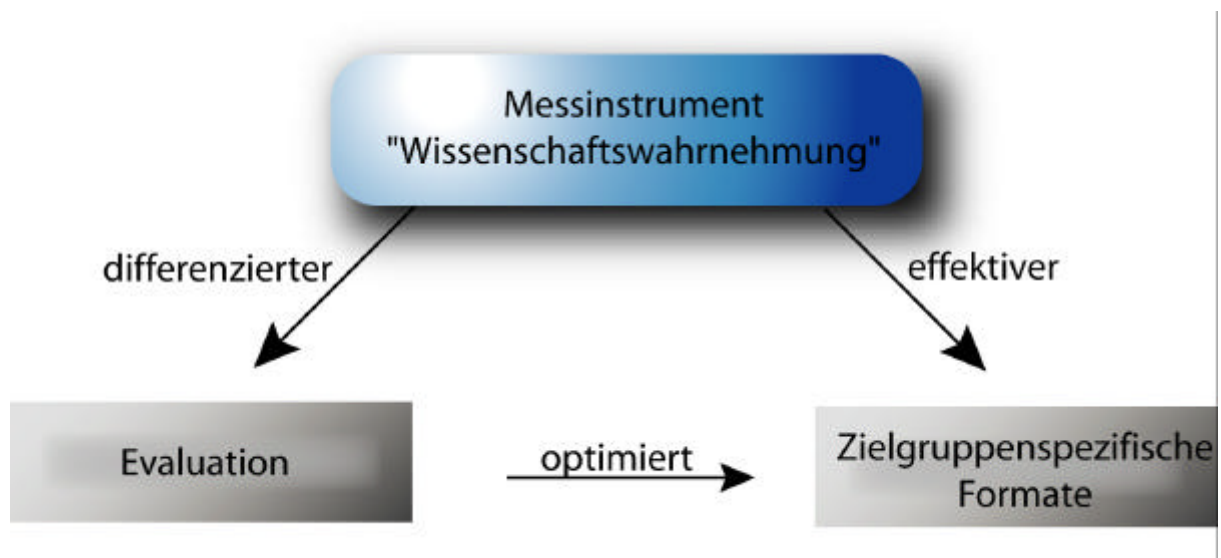 Messinstrument
"Wissenschaftswahrnehmung"
differenzierter
effektiver
Evaluation
optimiert
Zielgruppenspezifische
Formate